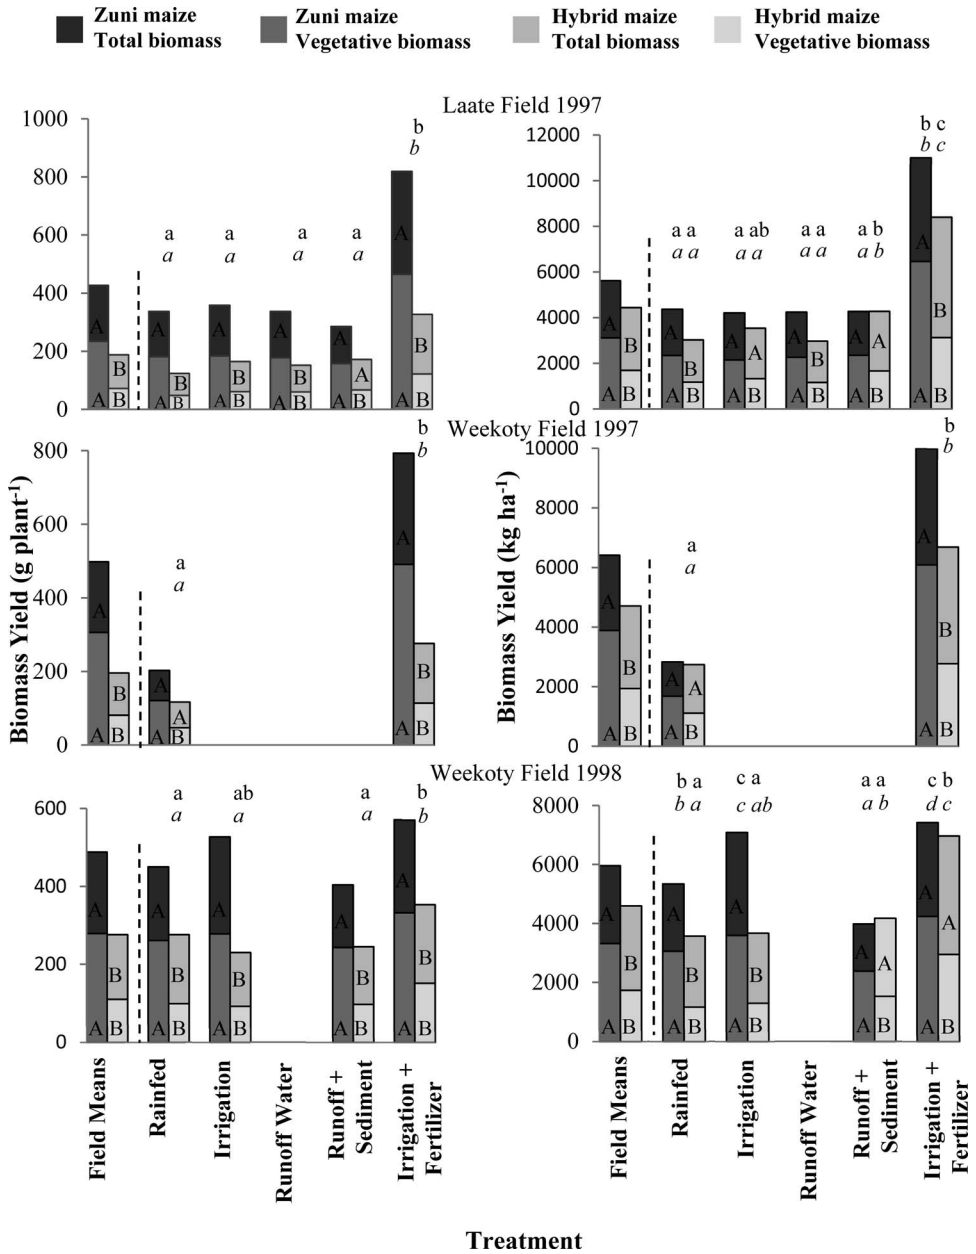 Zuni maize
Total biomass
Zuni maize
Vegetative biomass
Hybrid maize
Total biomass
Hybrid maize
Vegetative biomass
Laate Field 1997
1000
800
600
400
200
0
b
b
a a a a
a a a a
A B A B A B A B A A A B
A B A B A B A B A B A B
12000
10000
8000
6000
4000
2000
0
b c
b c
a a a ab a a a b
a a a a a a a b
A B A B A A A B A A A B
A B A B A B A B A B A B
Weekoty Field 1997
Biomass Yield (g plant-1)
800
600
400
200
0
b
b
a
a
A B A A A B
A B A B A B
Biomass Yield (kg ha-1)
10000
8000
6000
4000
2000
0
b
b
a
a
A B A A A B
A B A B A B
Weekoty Field 1998
600
400
200
0
a ab a b
a a a b
A B A B A B A B A B
A B A B A B A B A B
8000
6000
4000
2000
0
b a c a a a c b
b a c ab a b d c
A B A B A B A A A A
A B A B A B A B A B
Field Means
Rainfed
Irrigation
Runoff Water
Runoff +
Sediment
Irrigation +
Fertilizer
Field Means
Rainfed
Irrigation
Runoff Water
Runoff +
Sediment
Irrigation +
Fertilizer
Treatment